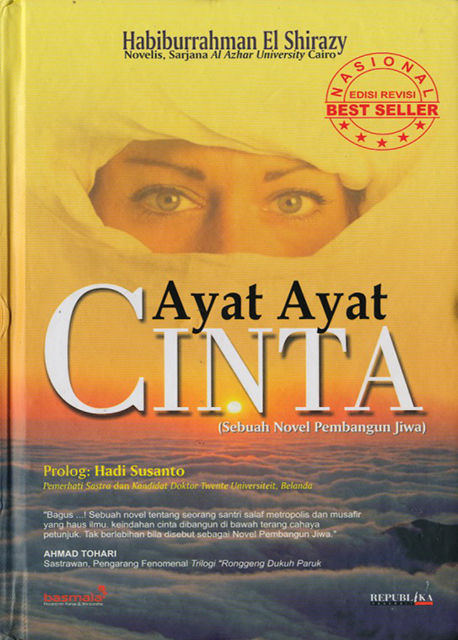 Habiburrahman El Shirazy
Novelis, Sarjana Al Azhar University Cairo
NASIONAL
EDISI REVISI
BEST SELLER
Ayat Ayat
CINTA
(Sebuah Novel Pembangun Jiwa)
Prolog: Hadi Susanto
Pemerhati Sastra dan Kandidat Doktor Twente Universiteit, Belanda
"Bagus ...! Sebuah novel tentang seorang santri salaf metropolis dan musafir
yang haus ilmu, keindahan cinta dibangun di bawah terang cahaya
petunjuk. Tak berlebihan bila disebut sebagai Novel Pembangun Jiwa."
AHMAD TOHARI
Sastrawan, Pengarang Fenomenal Trilogi "Ronggeng Dukuh Paruk
basmala
REPUBLIKA